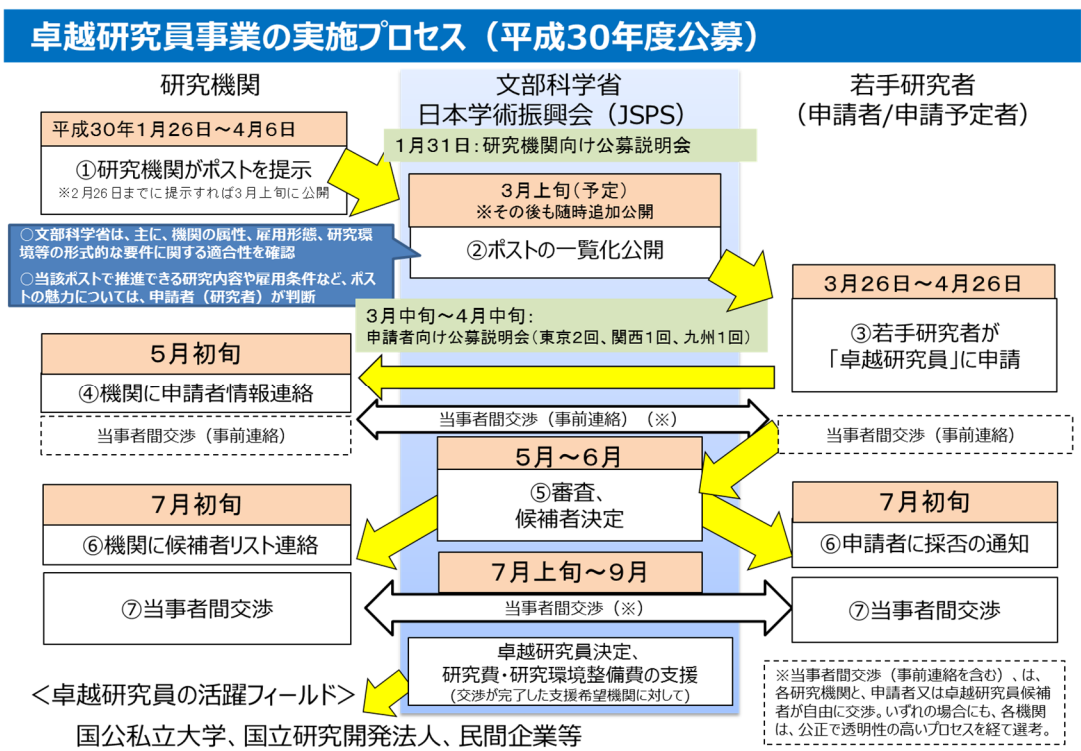 卓越研究員事業の実施プロセス（平成30年度公募）
研究機関
文部科学省
日本学術振興会（JSPS）
若手研究者
（申請者/申請予定者）
平成30年1月26日～4月6日
①研究機関がポストを提示
※2月26日までに提示すれば3月上旬に公開
1月31日：研究機関向け公募説明会
3月上旬（予定）
※その後も随時追加公開
②ポストの一覧化公開
○文部科学省は、主に、機関の属性、雇用形態、研究環
境等の形式的な要件に関する適合性を確認
○当該ポストで推進できる研究内容や雇用条件など、ポス
トの魅力については、申請者（研究者）が判断
3月26日～4月26日
③若手研究者が
「卓越研究員」に申請
3月中旬～4月中旬：
申請者向け公募説明会（東京2回、関西1回、九州1回）
5月初旬
④機関に申請者情報連絡
当事者間交渉（事前連絡）
当事者間交渉（事前連絡）（※）
当事者間交渉（事前連絡）
5月～6月
⑤審査、
候補者決定
7月初旬
⑥機関に候補者リスト連絡
7月初旬
⑥申請者に採否の通知
7月上旬～9月
⑦当事者間交渉
当事者間交渉（※）
⑦当事者間交渉
卓越研究員決定、
研究費・研究環境整備費の支援
（交渉が完了した支援希望機関に対して）
＜卓越研究員の活躍フィールド＞
国公私立大学、国立研究開発法人、民間企業等
※当事者間交渉（事前連絡を含む）、は、
各研究機関と、申請者又は卓越研究員候補
者が自由に交渉。いずれの場合にも、各機関
は、公正で透明性の高いプロセスを経て選考。